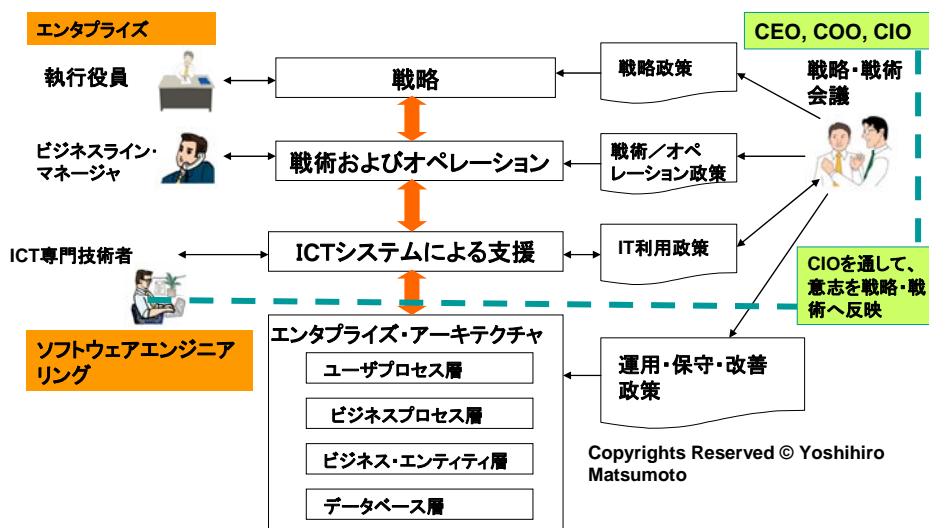 エンタプライズ
CEO, COO, CIO
執行役員
戦略
戦略政策
戦略・戦術
会議
ビジネスライン・
マネージャ
戦術およびオペレーション
戦術／オペ
レーション政策
ICT専門技術者
ICTシステムによる支援
IT利用政策
CIOを通して、
意志を戦略・戦
術へ反映
ソフトウェアエンジニア
リング
エンタプライズ・アーキテクチャ
ユーザプロセス層
ビジネスプロセス層
ビジネス・エンティティ層
データベース層
運用・保守・改善
政策
Copyrights Reserved © Yoshihiro
Matsumoto